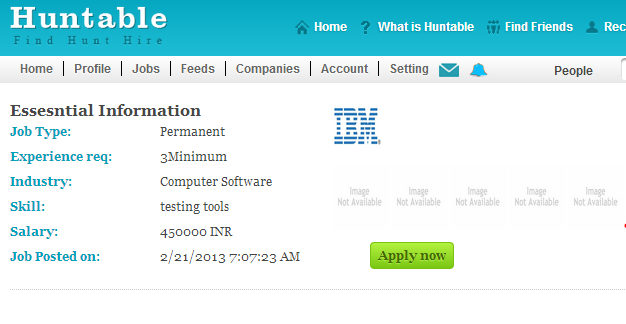 Huntable
Find Hunt Hire
Home ? What is Huntable Find Friends Rec
Home Profile Jobs Feeds Companies Account Setting People
Essesntial Information
Job Type: Permanent
Experience req: 3Minimum
Industry: Computer Software
Skill: testing tools
Salary: 450000 INR
Job Posted on: 2/21/2013 7:07:23 AM
IBM
Image Not Available Image Not Available Image Not Available Image Not Available Image Not Available
Apply now